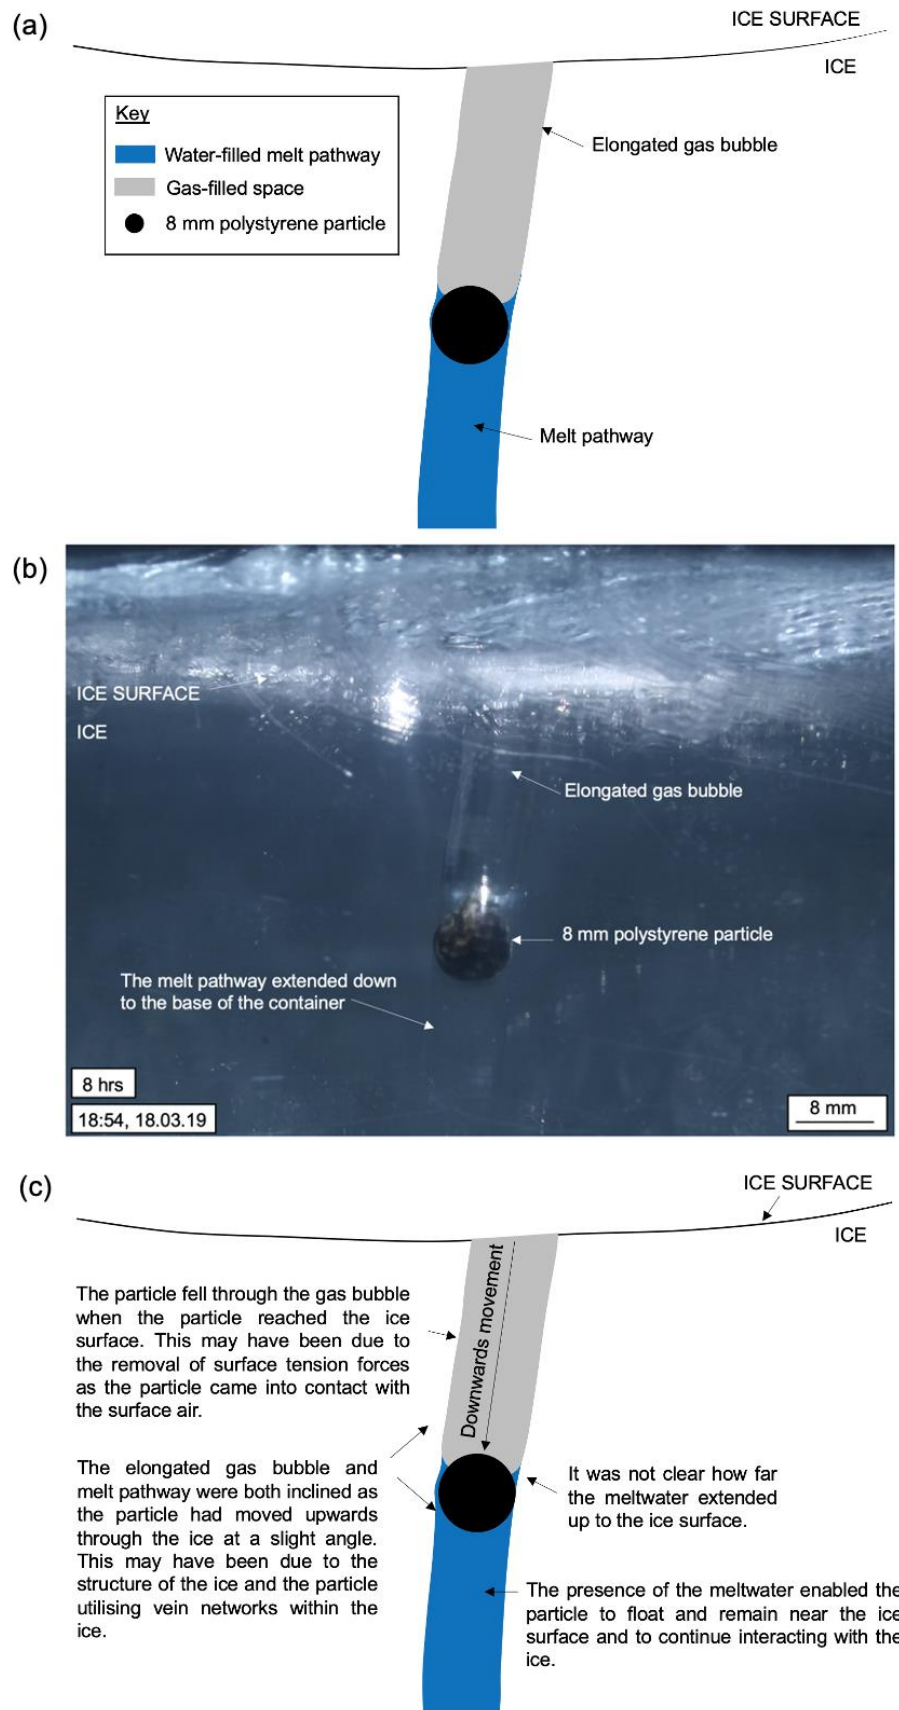 (a)
ICE SURFACE
ICE
Key
Water-filled melt pathway
Gas-filled space
8 mm polystyrene particle
Elongated gas bubble
Melt pathway
(b)
ICE SURFACE
ICE
Elongated gas bubble
8 mm polystyrene particle
The melt pathway extended down
to the base of the container
8 hrs
18:54, 18.03.19
8 mm
(c)
ICE SURFACE
ICE
Downwards movement
The particle fell through the gas bubble
when the particle reached the ice
surface. This may have been due to
the removal of surface tension forces
as the particle came into contact with
the surface air.
The elongated gas bubble and
melt pathway were both inclined as
the particle had moved upwards
through the ice at a slight angle.
This may have been due to the
structure of the ice and the particle
utilising vein networks within the
ice.
It was not clear how far
the meltwater extended
up to the ice surface.
The presence of the meltwater enabled the
particle to float and remain near the ice
surface and to continue interacting with the
ice.